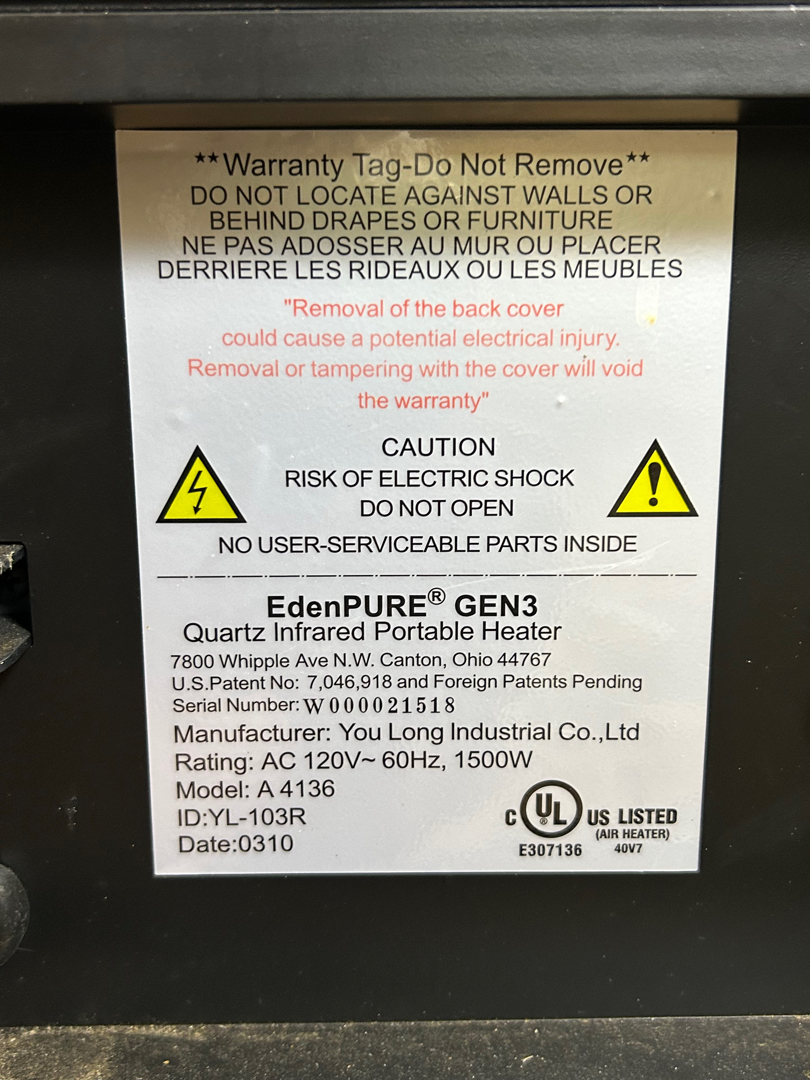 **Warranty Tag-Do Not Remove**
DO NOT LOCATE AGAINST WALLS OR
BEHIND DRAPES OR FURNITURE
NE PAS ADOSSER AU MUR OU PLACER
DERRIERE LES RIDEAUX OU LES MEUBLES
"Removal of the back cover
could cause a potential electrical injury.
Removal or tampering with the cover will void
the warranty"
CAUTION
RISK OF ELECTRIC SHOCK
DO NOT OPEN
NO USER-SERVICEABLE PARTS INSIDE
EdenPURE® GEN3
Quartz Infrared Portable Heater
7800 Whipple Ave N.W. Canton, Ohio 44767
U.S.Patent No: 7,046,918 and Foreign Patents Pending
Serial Number: W000021518
Manufacturer: You Long Industrial Co.,Ltd
Rating: AC 120V~ 60Hz, 1500W
Model: A 4136
ID:YL-103R
Date:0310
C UL® US LISTED
(AIR HEATER)
E307136 40V7